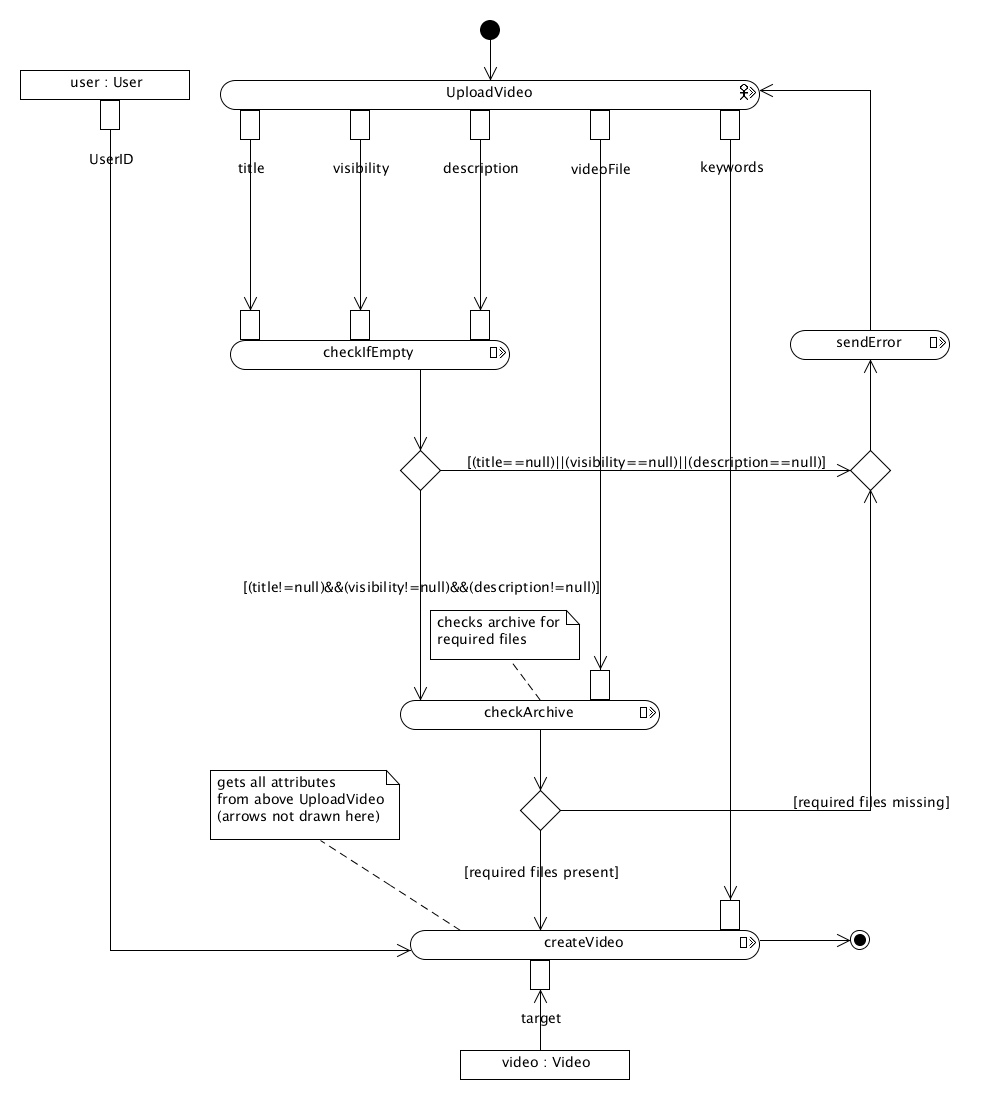 user : User
UploadVideo
UserID
title
visibility
description
videoFile
keywords
checkIfEmpty
sendError
[(title==null)||(visibility==null)||(description==null)]
[(title!=null)&&(visibility!=null)&&(description!=null)]
checks archive for
required files
checkArchive
gets all attributes
from above UploadVideo
(arrows not drawn here)
[required files missing]
[required files present]
createVideo
target
video : Video